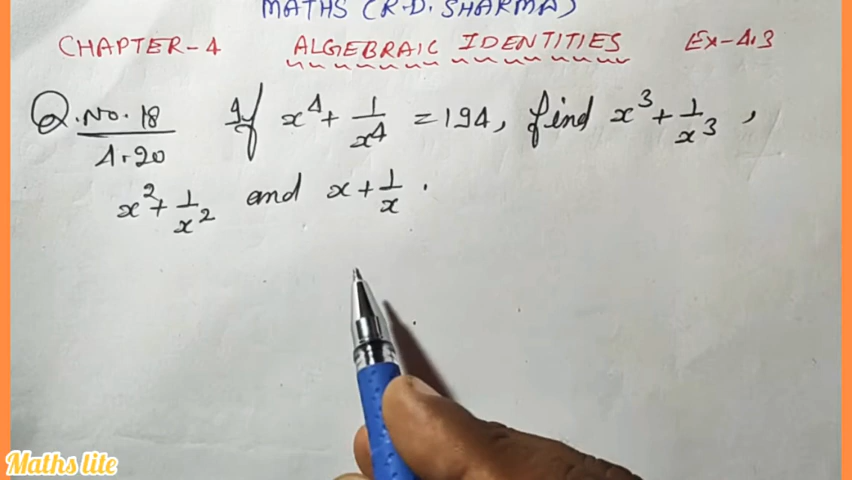 MATHS (R.D. SHARMA)
CHAPTER-4 ALGEBRAIC IDENTITIES Ex-4.3
Q.No. 18 If x⁴ + 1/x⁴ = 194, find x³ + 1/x³ ,
4.20
x² + 1/x² and x + 1/x .
Maths lite